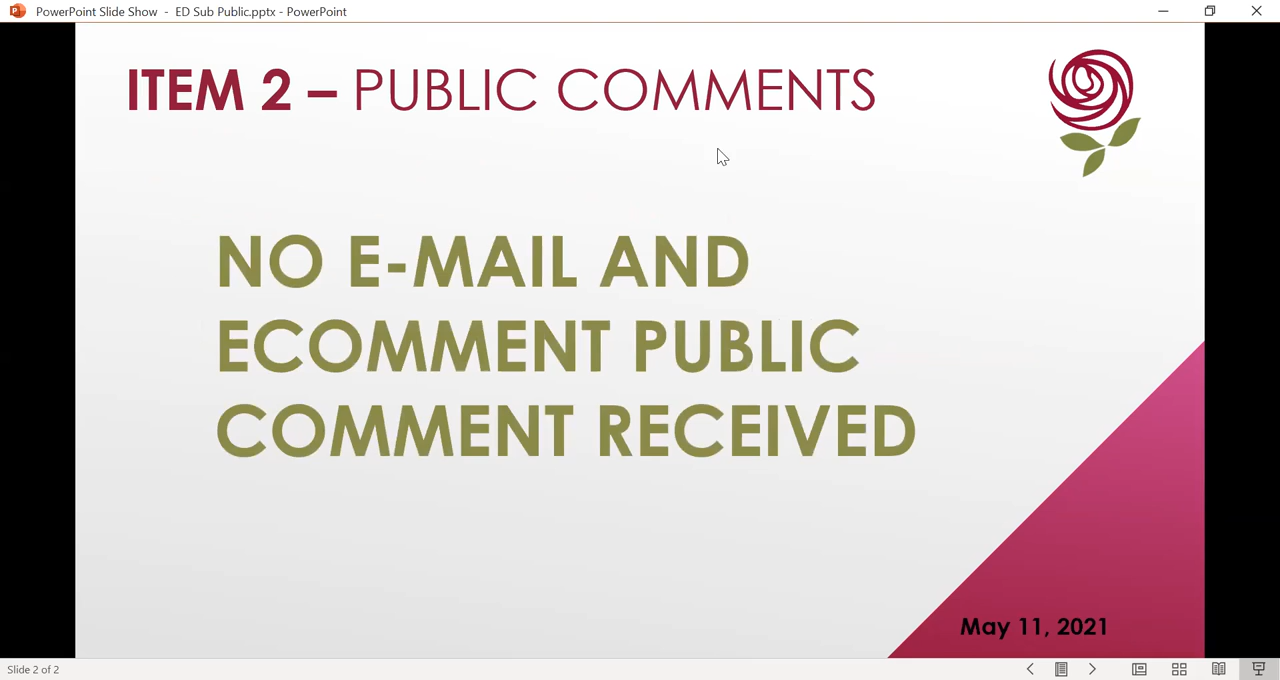 PowerPoint Slide Show - ED Sub Public.pptx - PowerPoint
ITEM 2 – PUBLIC COMMENTS
NO E-MAIL AND
ECOMMENT PUBLIC
COMMENT RECEIVED
May 11, 2021
Slide 2 of 2